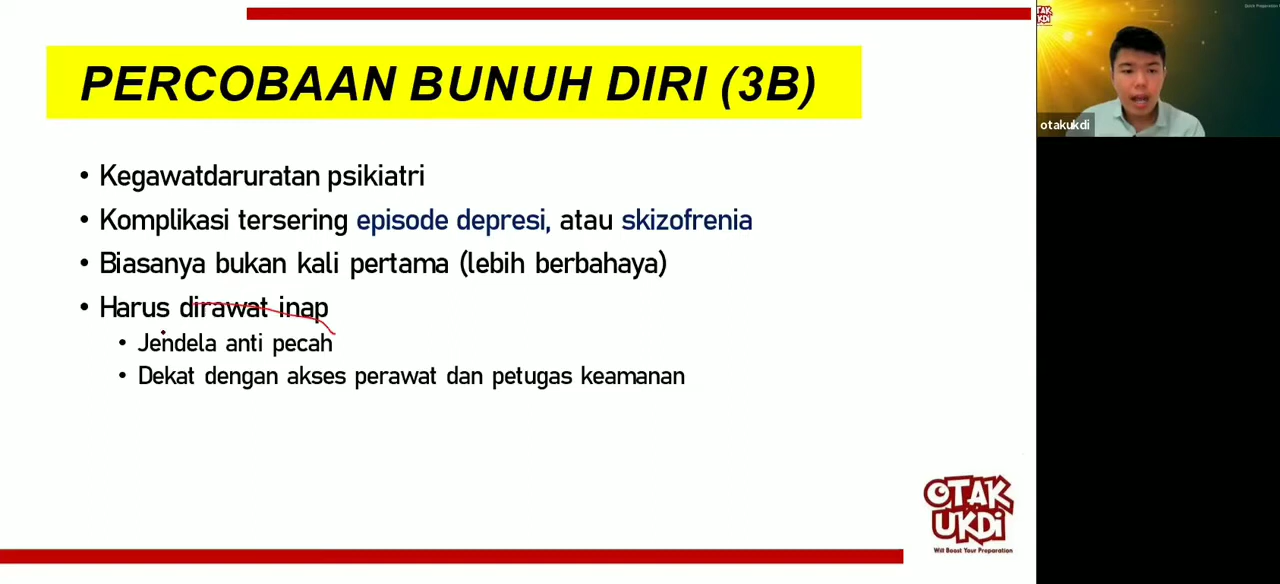 PERCOBAAN BUNUH DIRI (3B)
• Kegawatdaruratan psikiatri
• Komplikasi tersering episode depresi, atau skizofrenia
• Biasanya bukan kali pertama (lebih berbahaya)
• Harus dirawat inap
• Jendela anti pecah
• Dekat dengan akses perawat dan petugas keamanan
OTAK
UKDI
Will Boost Your Preparation
OTAK
UKDI
otakukdi